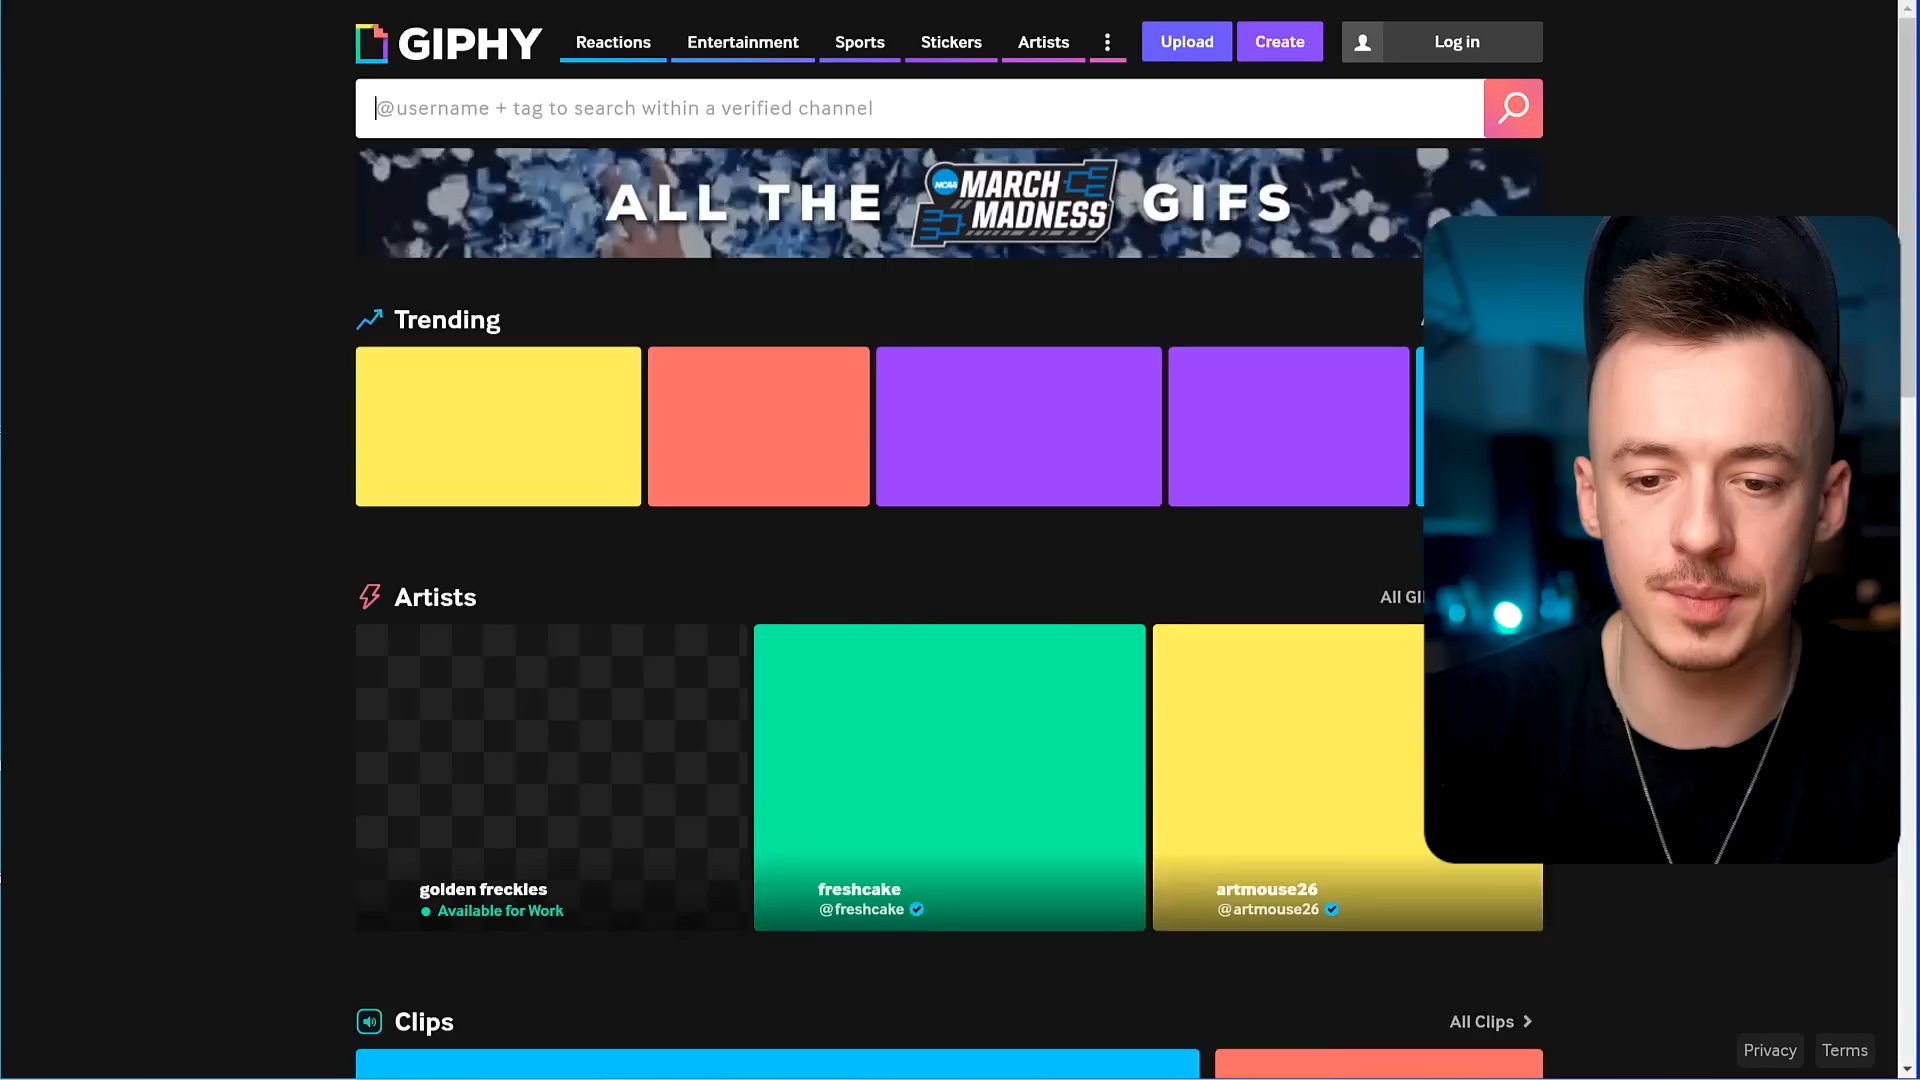 GIPHY
Reactions
Entertainment
Sports
Stickers
Artists
Upload
Create
Log in
@username + tag to search within a verified channel
ALL THE NCAA MARCH MADNESS GIFS
Trending
Artists
All GI
golden freckles
Available for Work
freshcake
@freshcake
artmouse26
@artmouse26
Clips
All Clips
Privacy
Terms